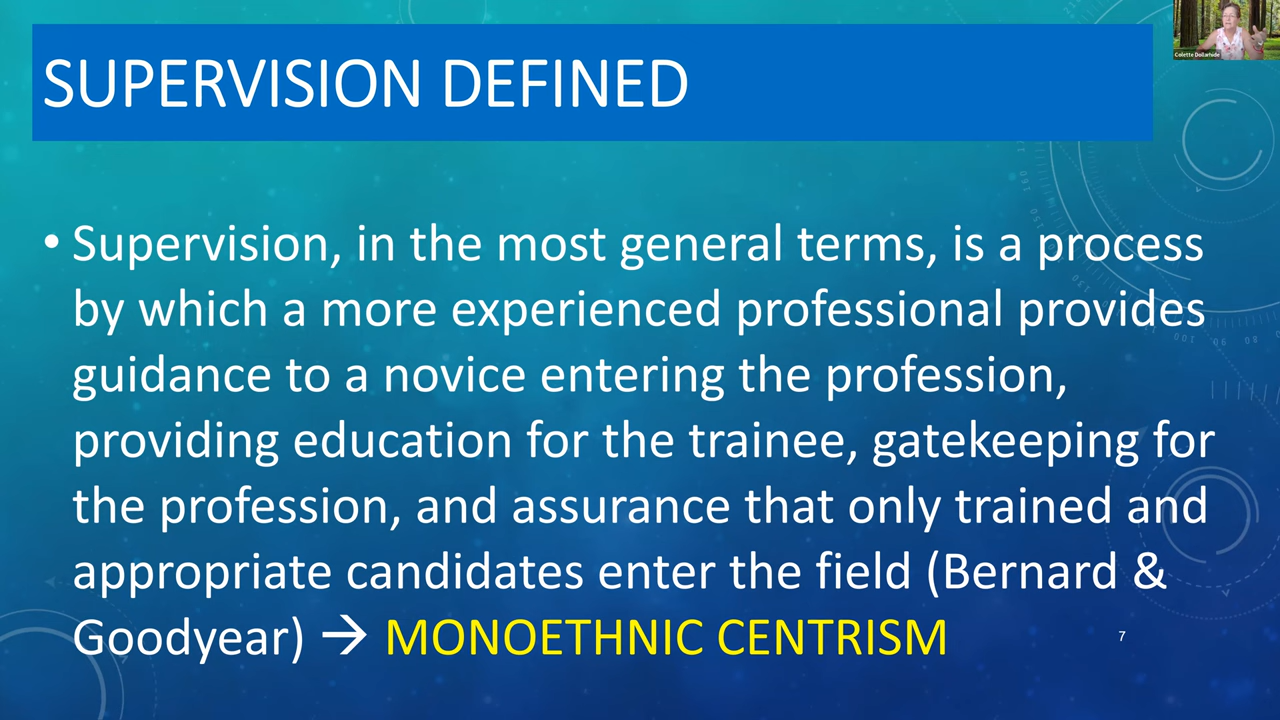 Colette Dollarhide
SUPERVISION DEFINED
• Supervision, in the most general terms, is a process
by which a more experienced professional provides
guidance to a novice entering the profession,
providing education for the trainee, gatekeeping for
the profession, and assurance that only trained and
appropriate candidates enter the field (Bernard &
Goodyear) → MONOETHNIC CENTRISM
7